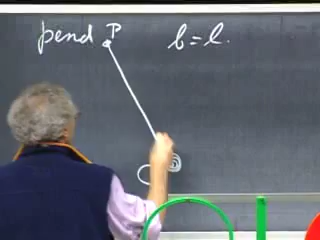 pend P
b = l.